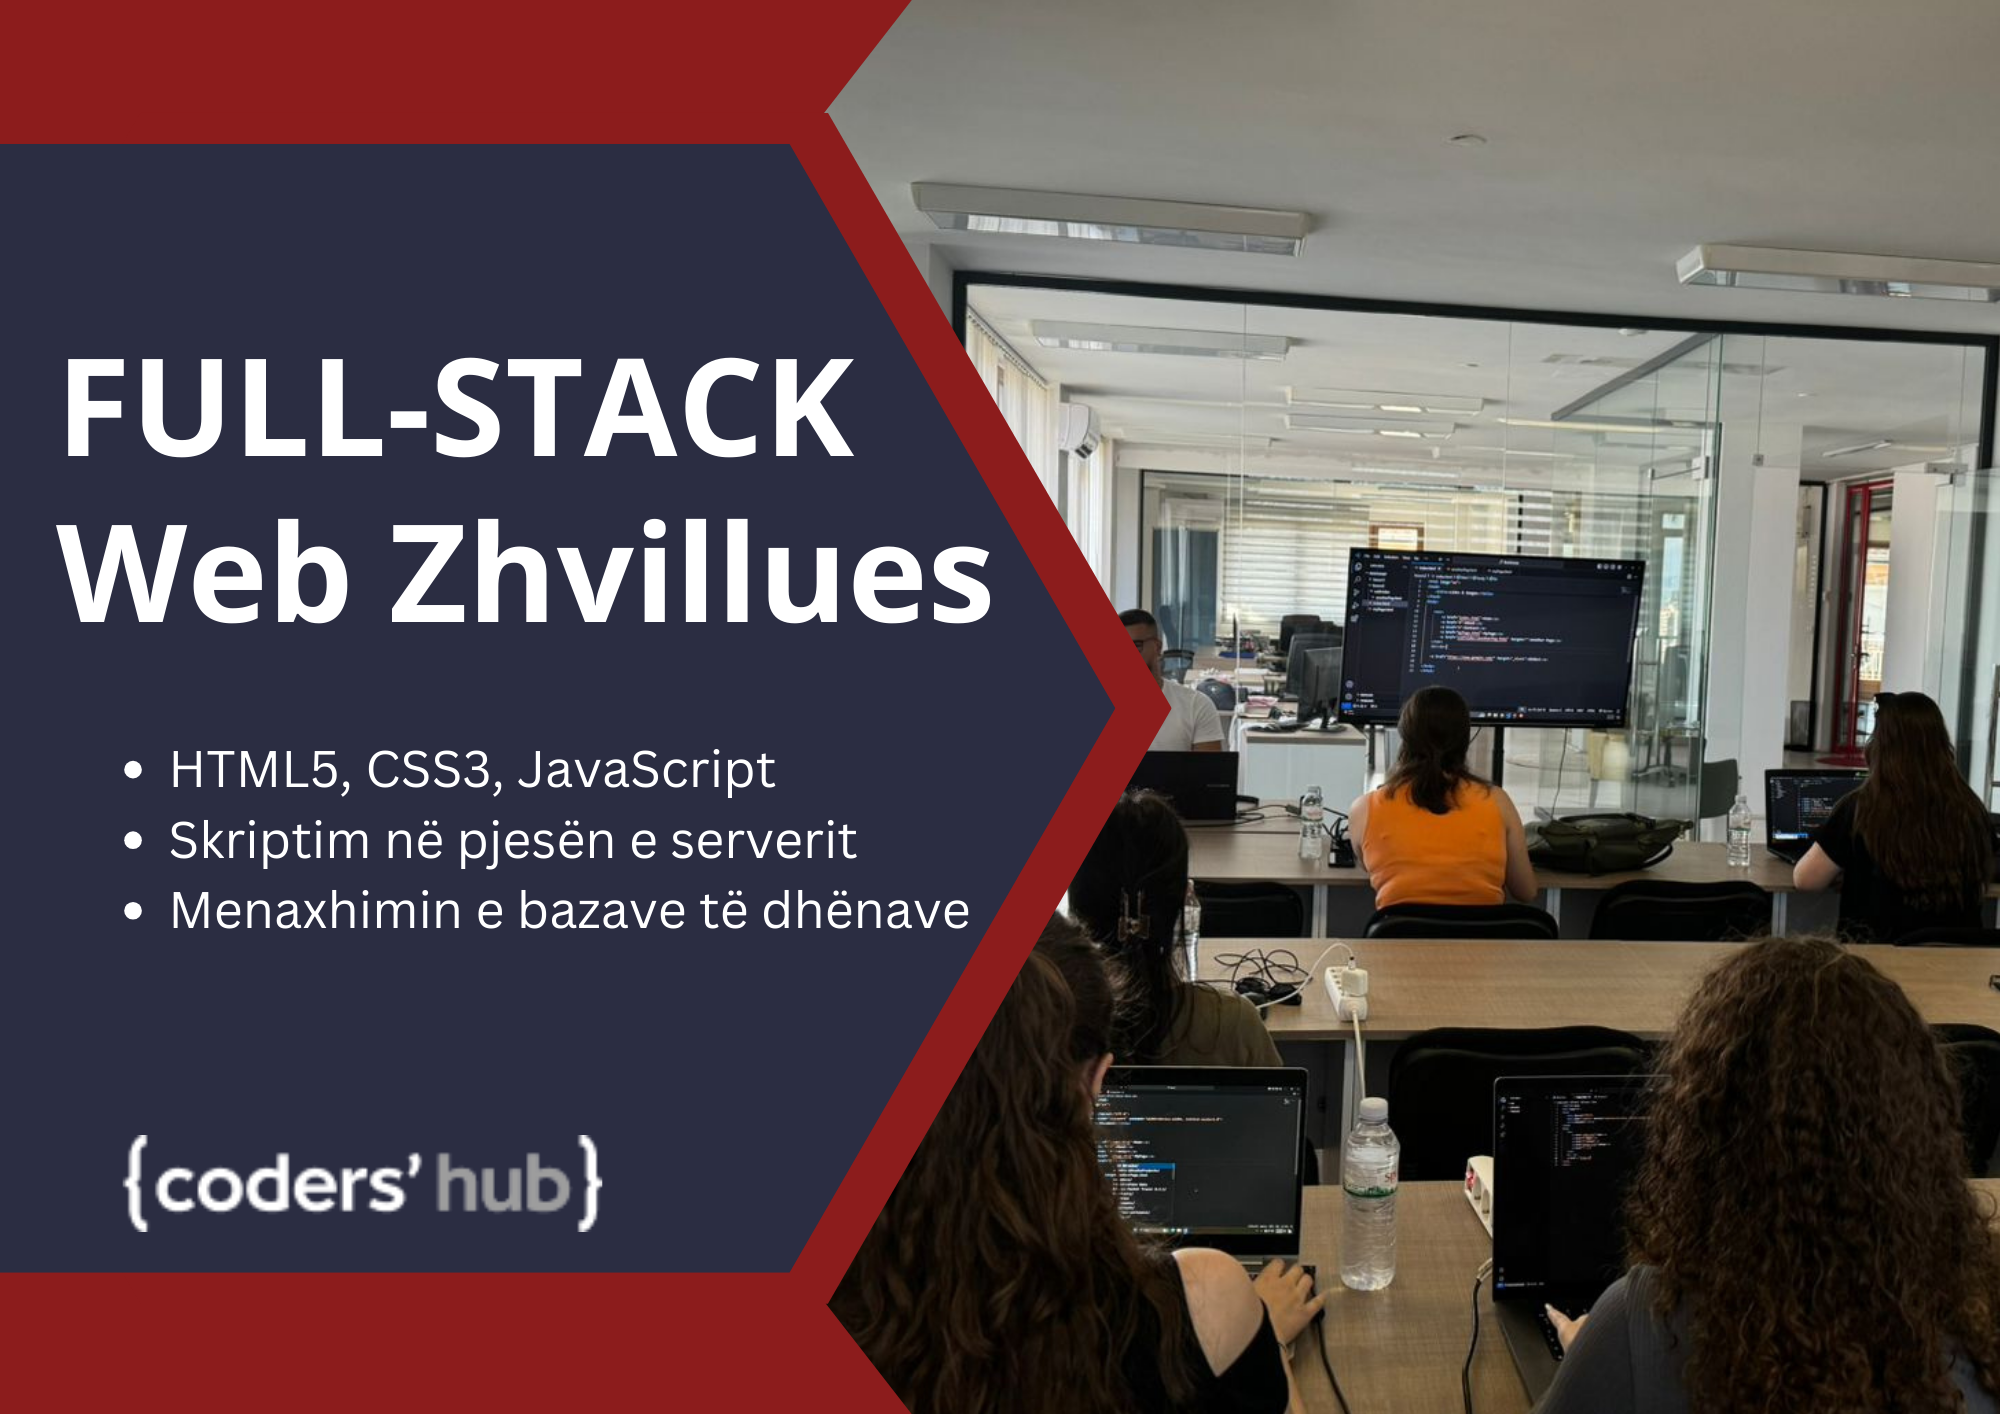 FULL-STACK
Web Zhvillues
HTML5, CSS3, JavaScript
Skriptim në pjesën e serverit
Menaxhimin e bazave të dhënave
{coders’hub}